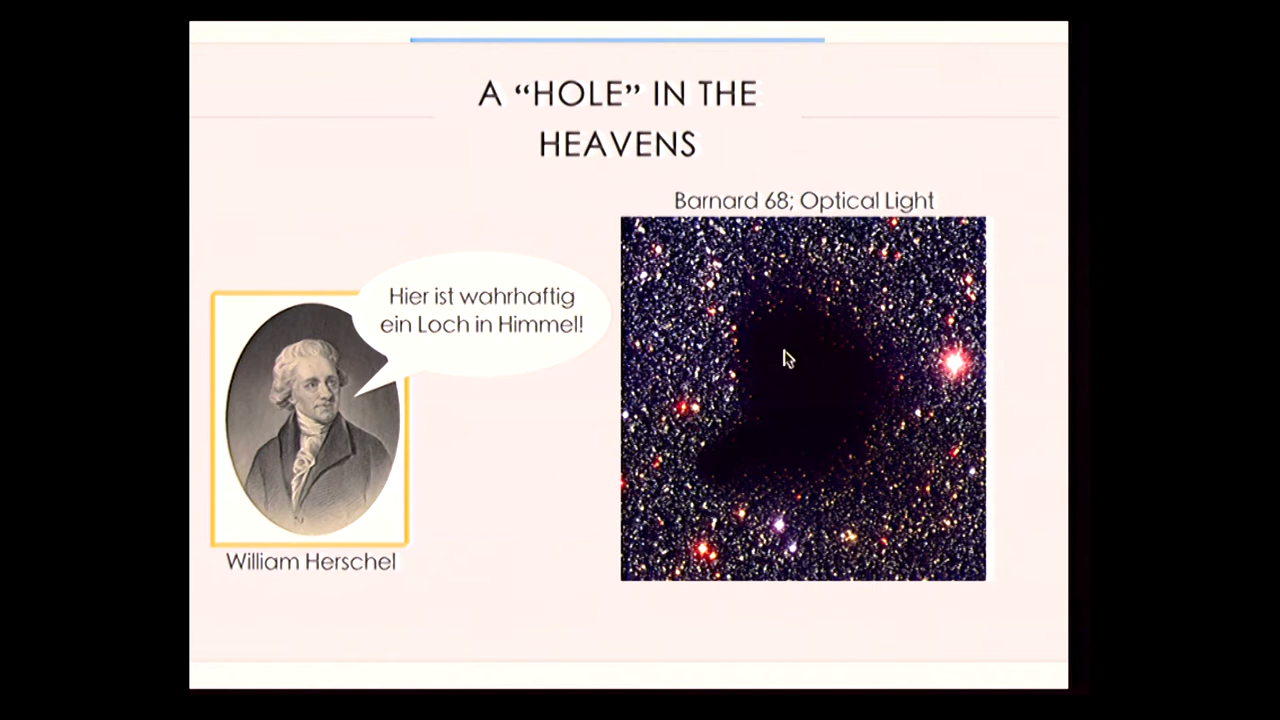 A “HOLE” IN THE
HEAVENS
Barnard 68; Optical Light
Hier ist wahrhaftig
ein Loch in Himmel!
William Herschel